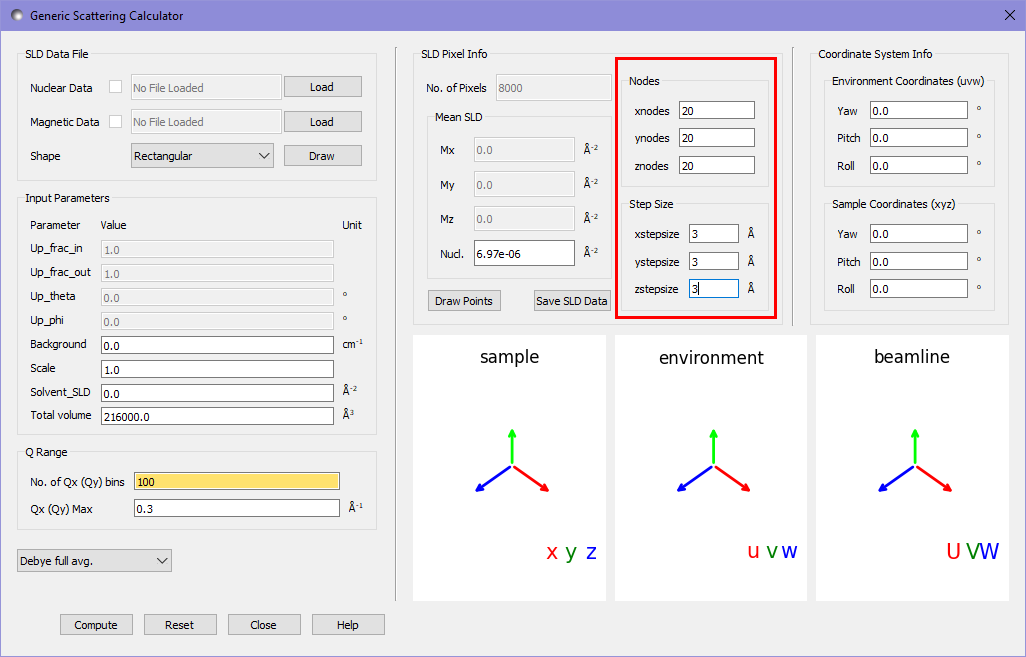 Generic Scattering Calculator
SLD Data File
Nuclear Data No File Loaded Load
Magnetic Data No File Loaded Load
Shape Rectangular Draw
Input Parameters
Parameter Value Unit
Up_frac_in 1.0
Up_frac_out 1.0
Up_theta 0.0 °
Up_phi 0.0 °
Background 0.0 cm⁻¹
Scale 1.0
Solvent_SLD 0.0 Å⁻²
Total volume 216000.0 Å³
Q Range
No. of Qx (Qy) bins 100
Qx (Qy) Max 0.3 Å⁻¹
Debye full avg.
Compute Reset Close Help
SLD Pixel Info
No. of Pixels 8000
Mean SLD
Mx 0.0 Å⁻²
My 0.0 Å⁻²
Mz 0.0 Å⁻²
Nucl. 6.97e-06 Å⁻²
Draw Points Save SLD Data
Nodes
xnodes 20
ynodes 20
znodes 20
Step Size
xstepsize 3 Å
ystepsize 3 Å
zstepsize 3 Å
Coordinate System Info
Environment Coordinates (uvw)
Yaw 0.0 °
Pitch 0.0 °
Roll 0.0 °
Sample Coordinates (xyz)
Yaw 0.0 °
Pitch 0.0 °
Roll 0.0 °
sample
x y z
environment
u v w
beamline
U V W